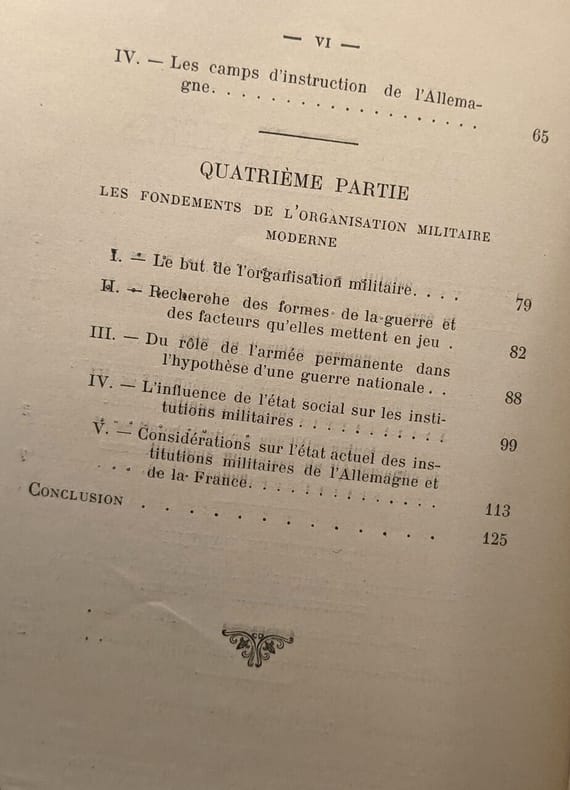 — VI —
IV. — Les camps d'instruction de l'Allema-
gne. . . . . . . . . . . . . . . . . . . 65
QUATRIÈME PARTIE
LES FONDEMENTS DE L'ORGANISATION MILITAIRE
MODERNE
I. — Le but de l'organisation militaire. . . . 79
II. — Recherche des formes de la guerre et
des facteurs qu'elles mettent en jeu . 82
III. — Du rôle de l'armée permanente dans
l'hypothèse d'une guerre nationale . . 88
IV. — L'influence de l'état social sur les insti-
tutions militaires . . . . . . . . . . . 99
V. — Considérations sur l'état actuel des ins-
titutions militaires de l'Allemagne et
de la France. . . . . . . . . . . . . 113
CONCLUSION . . . . . . . . . . . . . 125